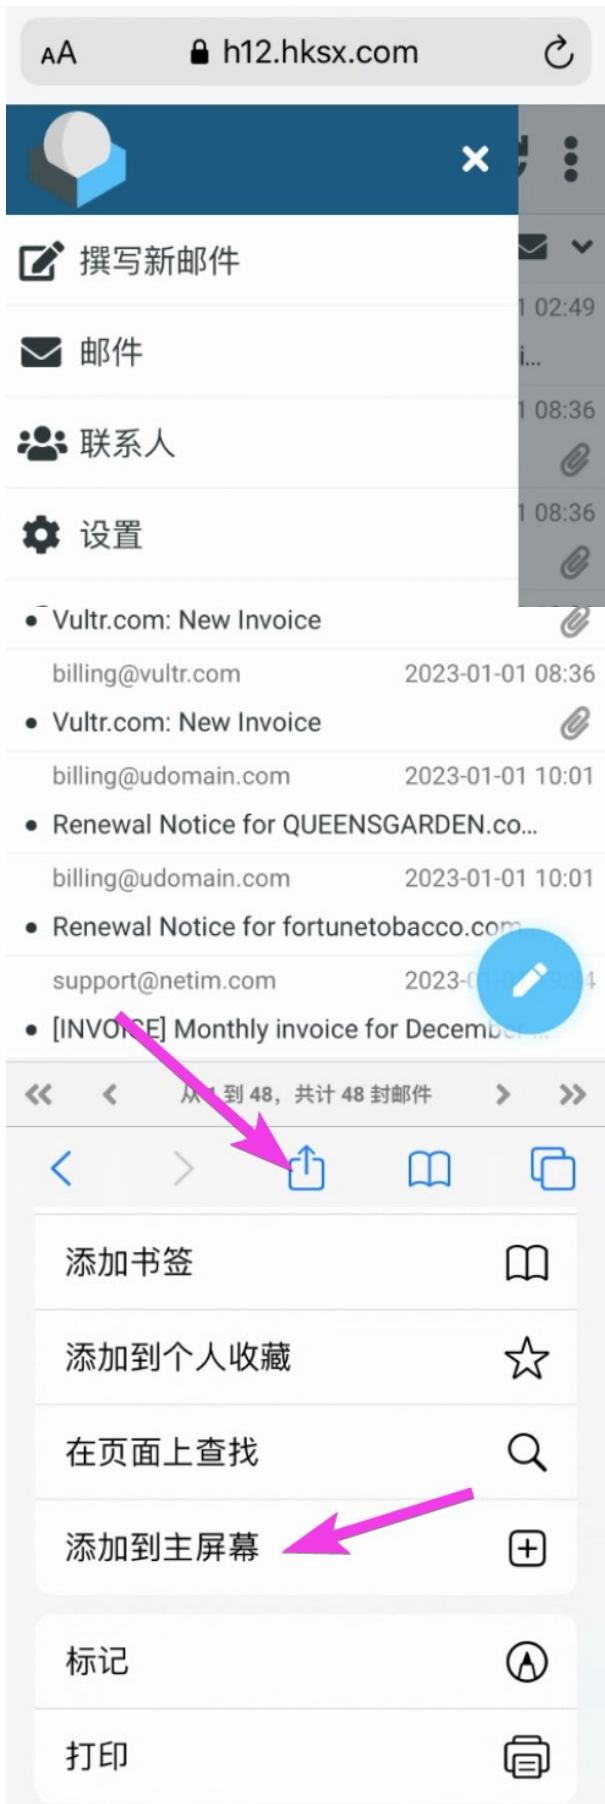 AA h12.hksx.com
撰写新邮件
邮件
1 02:49
i...
联系人
1 08:36
设置
1 08:36
• Vultr.com: New Invoice
billing@vultr.com 2023-01-01 08:36
• Vultr.com: New Invoice
billing@udomain.com 2023-01-01 10:01
• Renewal Notice for QUEENSGARDEN.co...
billing@udomain.com 2023-01-01 10:01
• Renewal Notice for fortunetobacco.com
support@netim.com 2023-
• [INVOICE] Monthly invoice for December ...
从 1 到 48，共计 48 封邮件
添加书签
添加到个人收藏
在页面上查找
添加到主屏幕
标记
打印